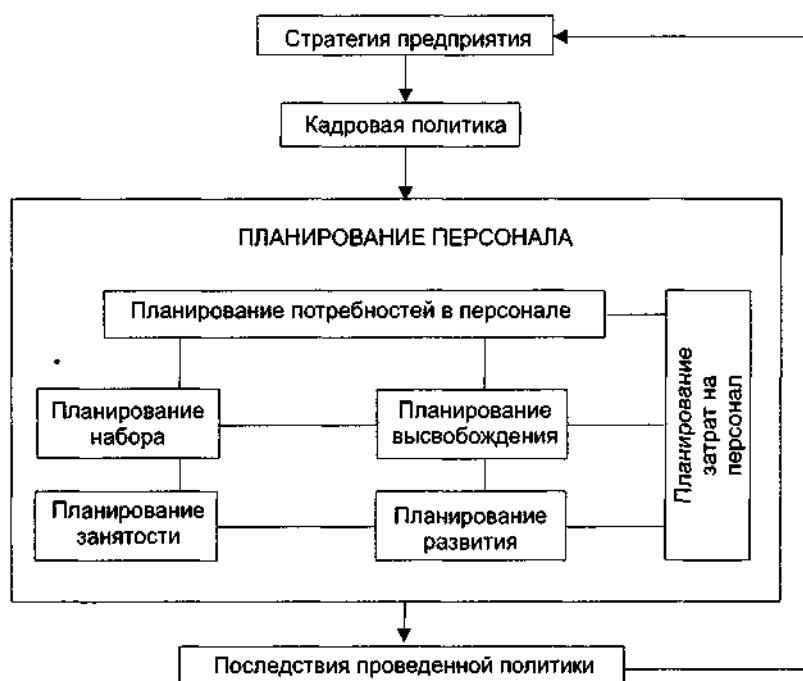 Стратегия предприятия
Кадровая политика
ПЛАНИРОВАНИЕ ПЕРСОНАЛА
Планирование потребностей в персонале
Планирование
набора
Планирование
высвобождения
Планирование
занятости
Планирование
развития
Планирование
затрат на
персонал
Последствия проведенной политики